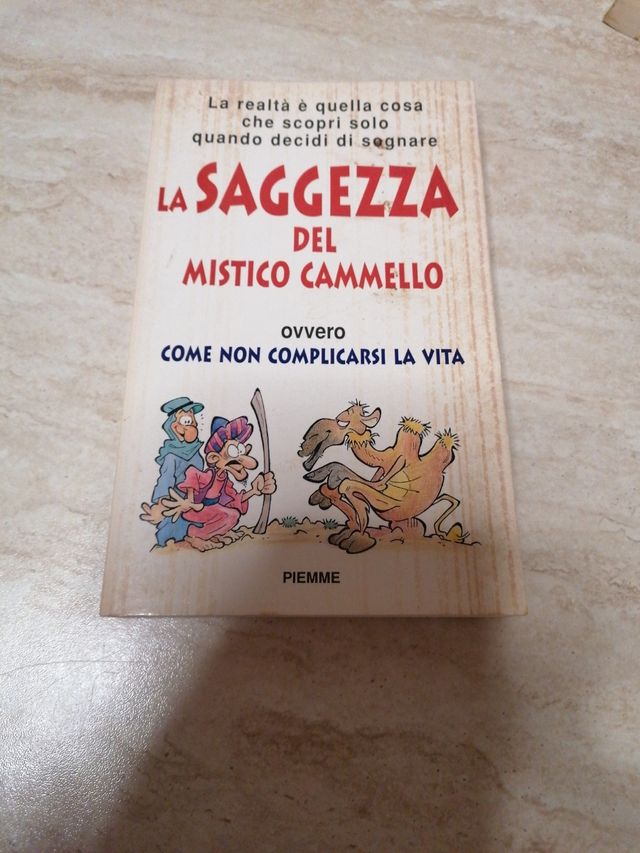 La realtà è quella cosa
che scopri solo
quando decidi di sognare
LA SAGGEZZA
DEL
MISTICO CAMMELLO
ovvero
COME NON COMPLICARSI LA VITA
PIEMME